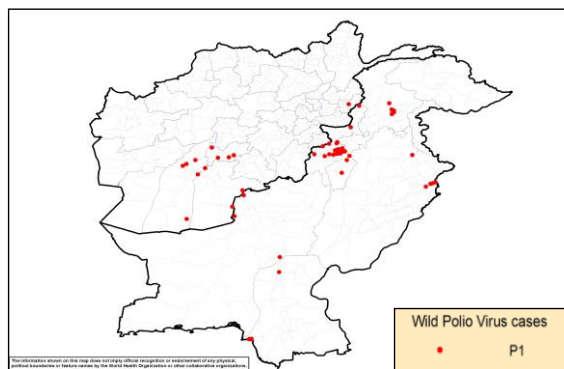 Wild Polio Virus cases
P1
The information shown on this map does not imply official recognition or endorsement of any physical,
political boundaries or feature names by the World Health Organization or other collaborative organizations.